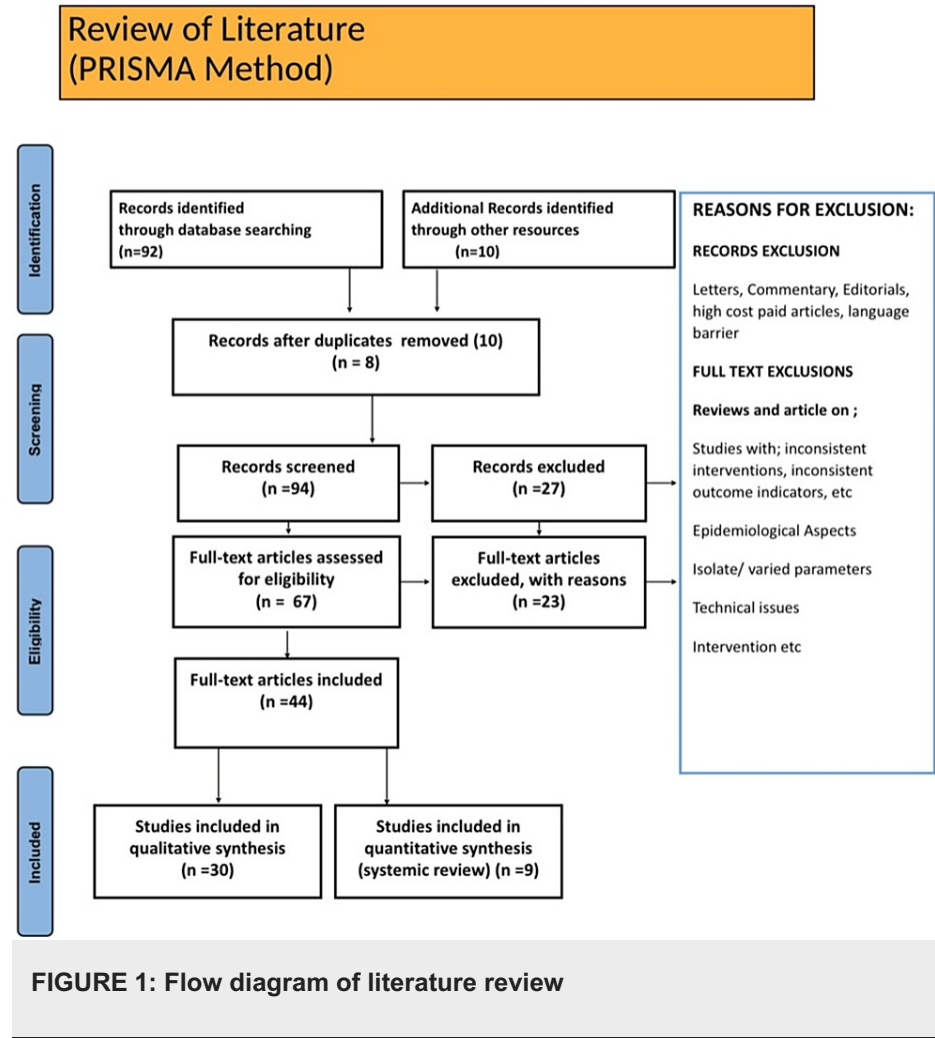 Review of Literature
(PRISMA Method)
Identification
Records identified
through database searching
(n=92)
Additional Records identified
through other resources
(n=10)
Screening
Records after duplicates removed (10)
(n = 8)
Records screened
(n =94)
Records excluded
(n =27)
Eligibility
Full-text articles assessed
for eligibility
(n = 67)
Full-text articles
excluded, with reasons
(n =23)
Full-text articles included
(n =44)
Included
Studies included in
qualitative synthesis
(n =30)
Studies included in
quantitative synthesis
(systemic review) (n =9)
REASONS FOR EXCLUSION:
RECORDS EXCLUSION
Letters, Commentary, Editorials,
high cost paid articles, language
barrier
FULL TEXT EXCLUSIONS
Reviews and article on ;
Studies with; inconsistent
interventions, inconsistent
outcome indicators, etc
Epidemiological Aspects
Isolate/ varied parameters
Technical issues
Intervention etc
FIGURE 1: Flow diagram of literature review